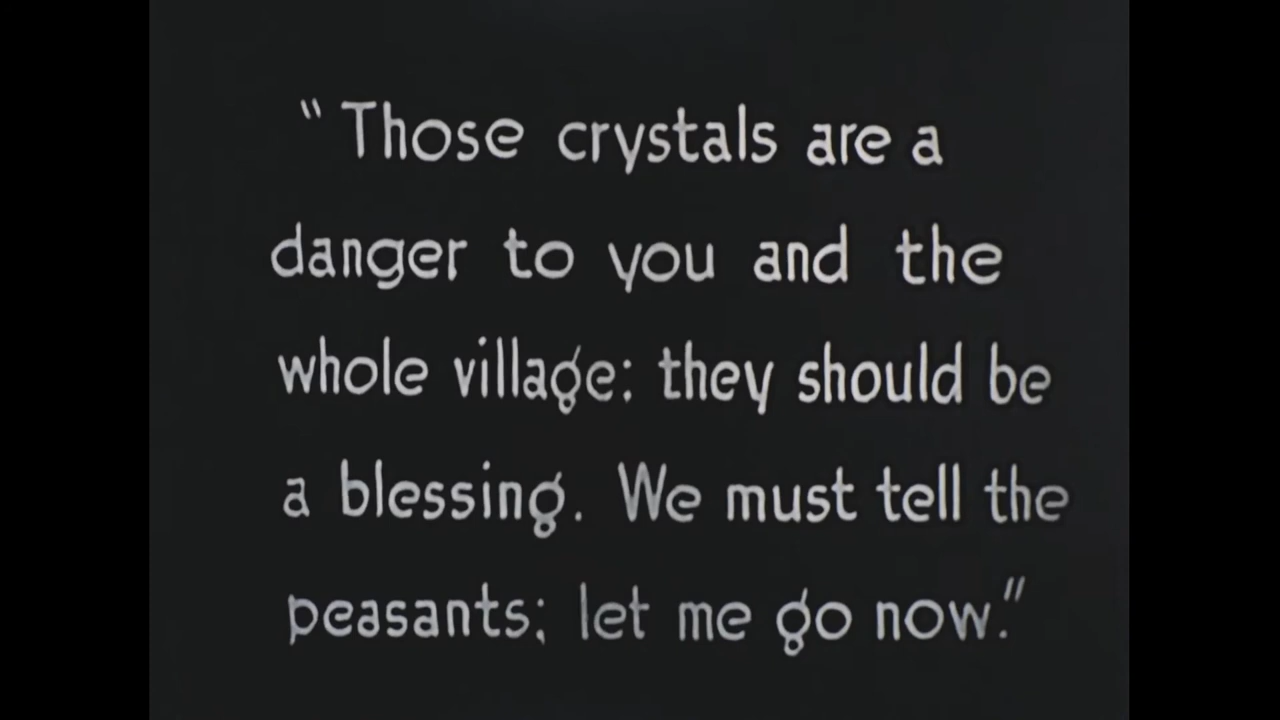 "Those crystals are a
danger to you and the
whole village: they should be
a blessing. We must tell the
peasants; let me go now."